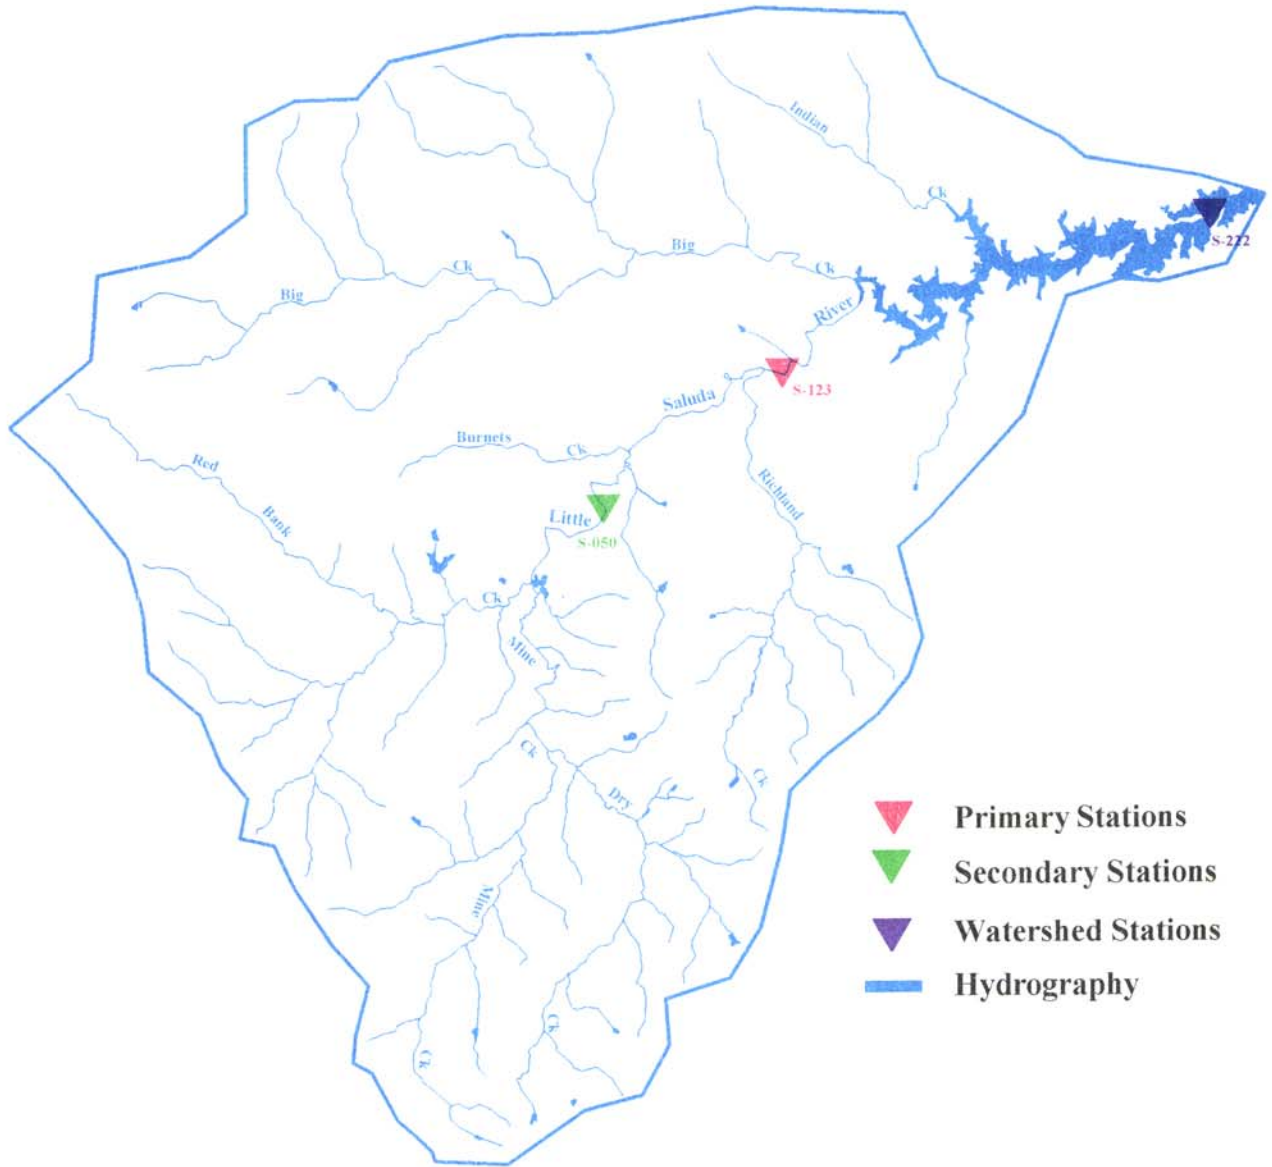 Indian
Ck
S-222
Big
Ck
Ck
Big
River
S-123
Saluda
Burnets
Ck
Red
Richland
Bank
Little
S-050
Ck
Mine
Ck
Ck
Dry
Mine
Ck
Ck
Primary Stations
Secondary Stations
Watershed Stations
Hydrography